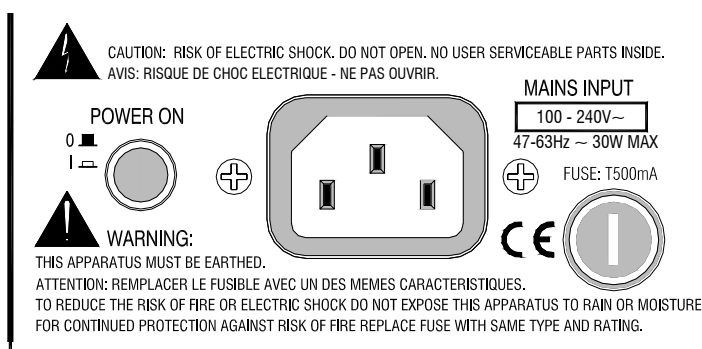 CAUTION: RISK OF ELECTRIC SHOCK. DO NOT OPEN. NO USER SERVICEABLE PARTS INSIDE.
AVIS: RISQUE DE CHOC ELECTRIQUE - NE PAS OUVRIR.
MAINS INPUT
100 - 240V~
47-63Hz ~ 30W MAX
POWER ON
0
I
FUSE: T500mA
CE
WARNING:
THIS APPARATUS MUST BE EARTHED.
ATTENTION: REMPLACER LE FUSIBLE AVEC UN DES MEMES CARACTERISTIQUES.
TO REDUCE THE RISK OF FIRE OR ELECTRIC SHOCK DO NOT EXPOSE THIS APPARATUS TO RAIN OR MOISTURE
FOR CONTINUED PROTECTION AGAINST RISK OF FIRE REPLACE FUSE WITH SAME TYPE AND RATING.